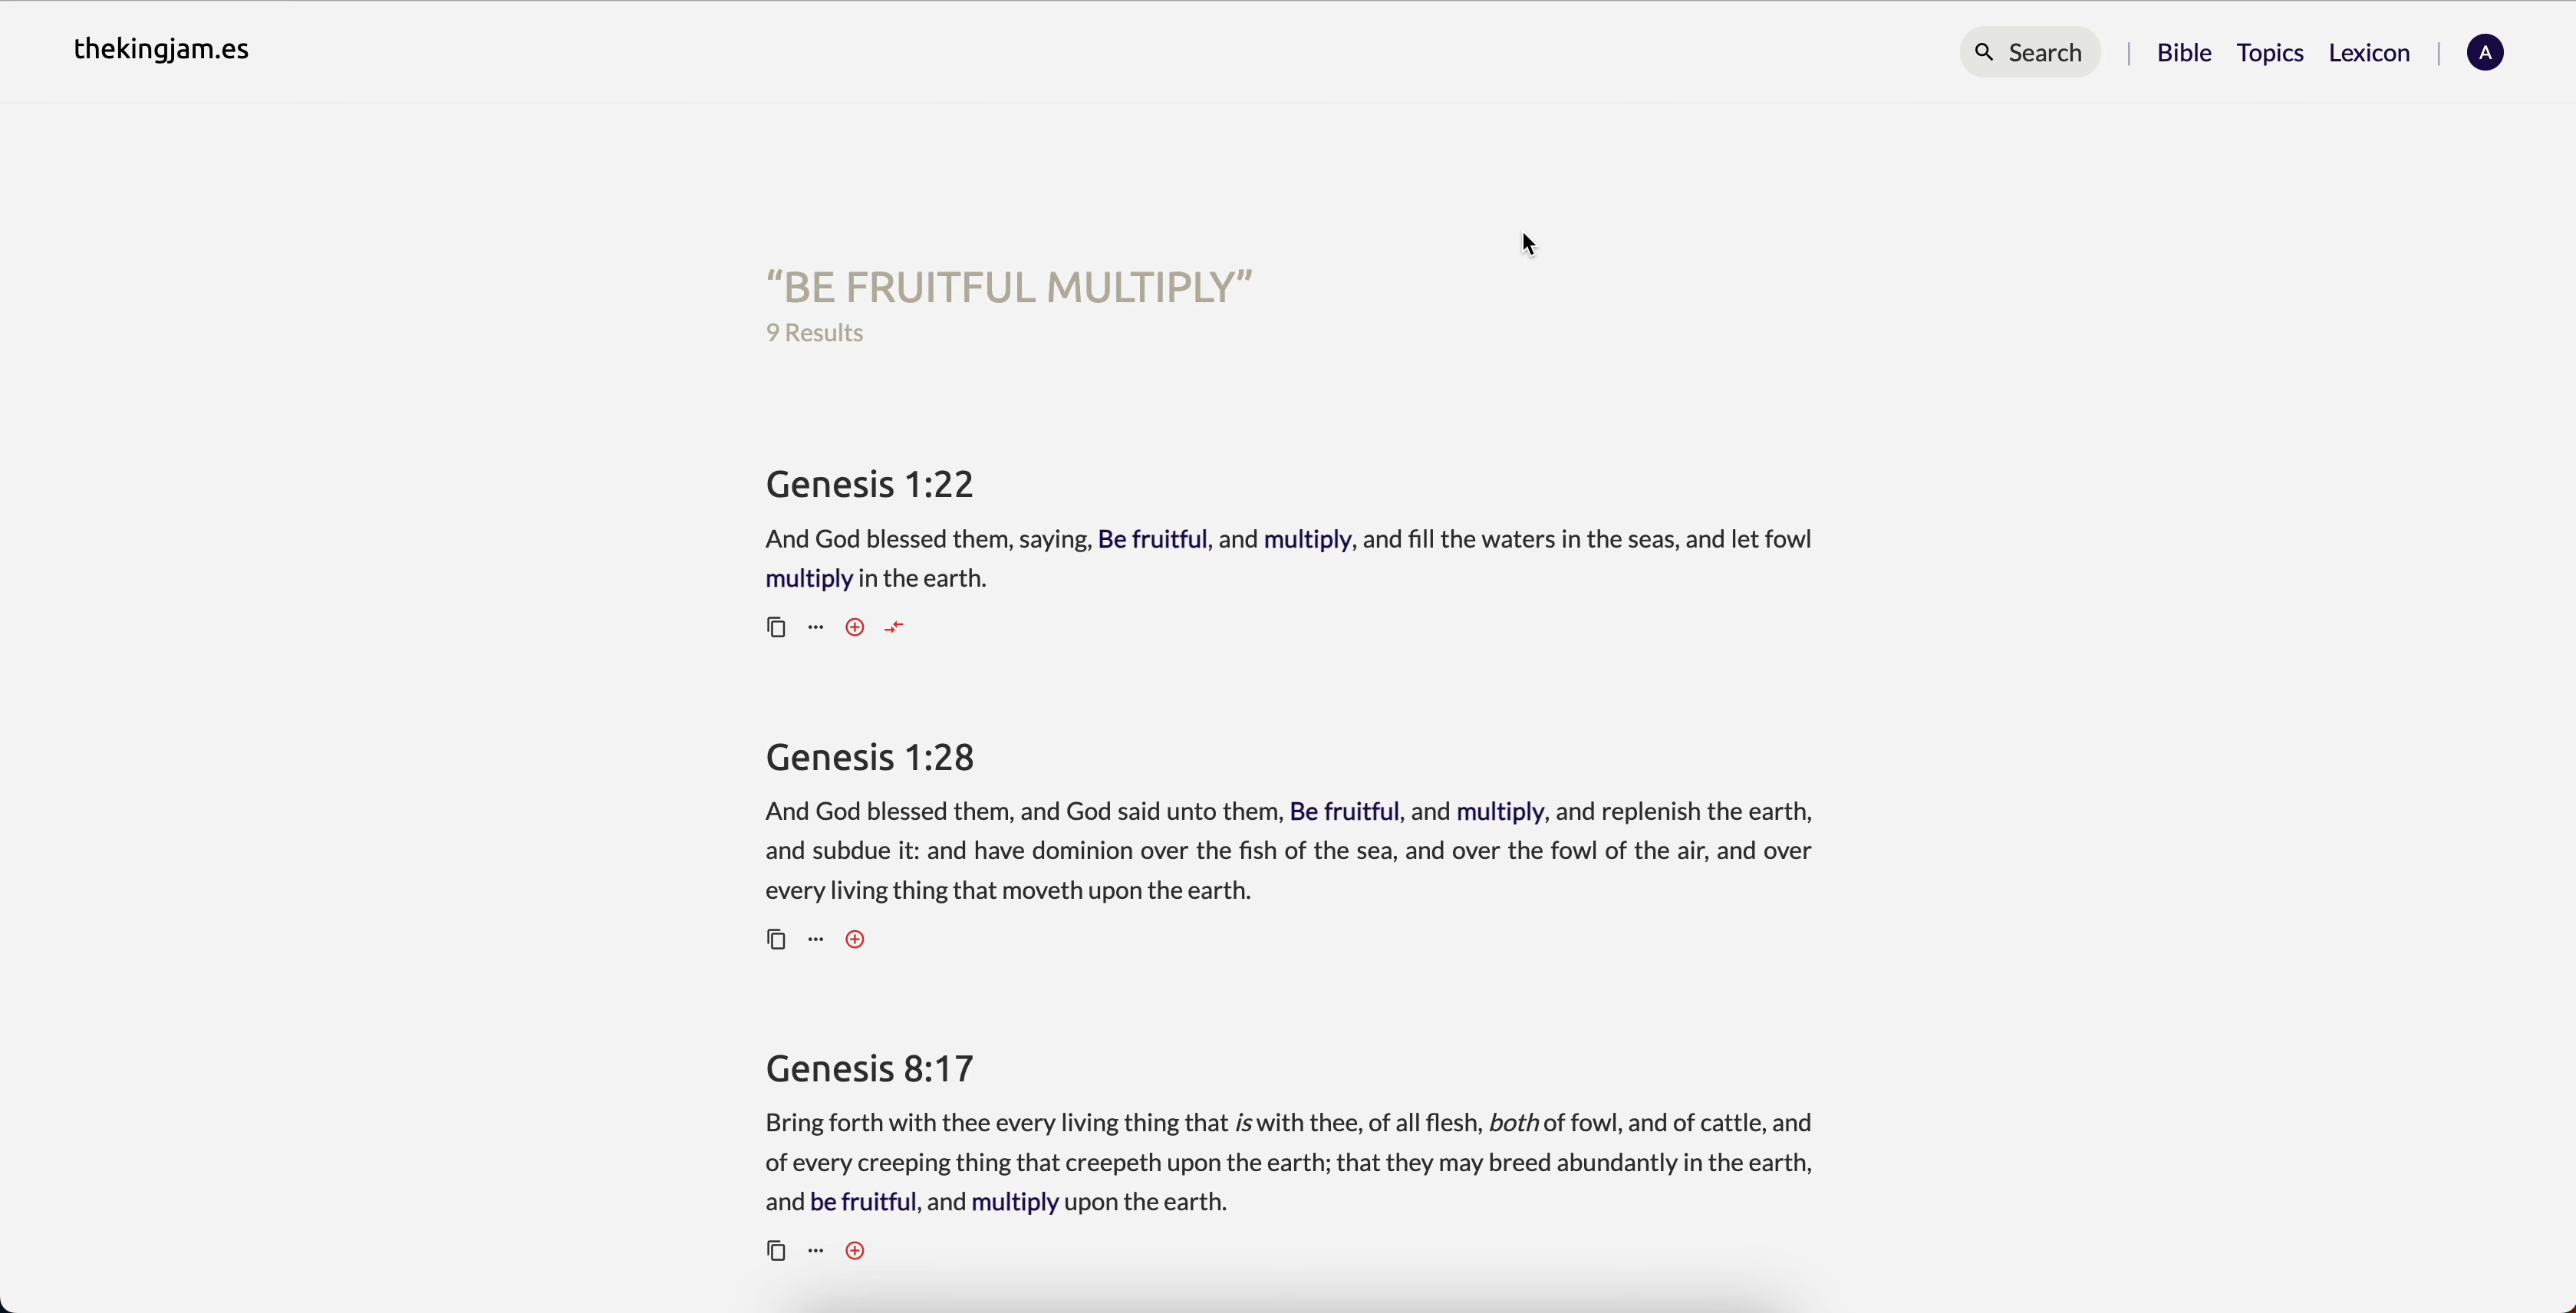 thekingjam.es
Search | Bible Topics Lexicon | A
“BE FRUITFUL MULTIPLY”
9 Results
Genesis 1:22
And God blessed them, saying, Be fruitful, and multiply, and fill the waters in the seas, and let fowl
multiply in the earth.
Genesis 1:28
And God blessed them, and God said unto them, Be fruitful, and multiply, and replenish the earth,
and subdue it: and have dominion over the fish of the sea, and over the fowl of the air, and over
every living thing that moveth upon the earth.
Genesis 8:17
Bring forth with thee every living thing that is with thee, of all flesh, both of fowl, and of cattle, and
of every creeping thing that creepeth upon the earth; that they may breed abundantly in the earth,
and be fruitful, and multiply upon the earth.